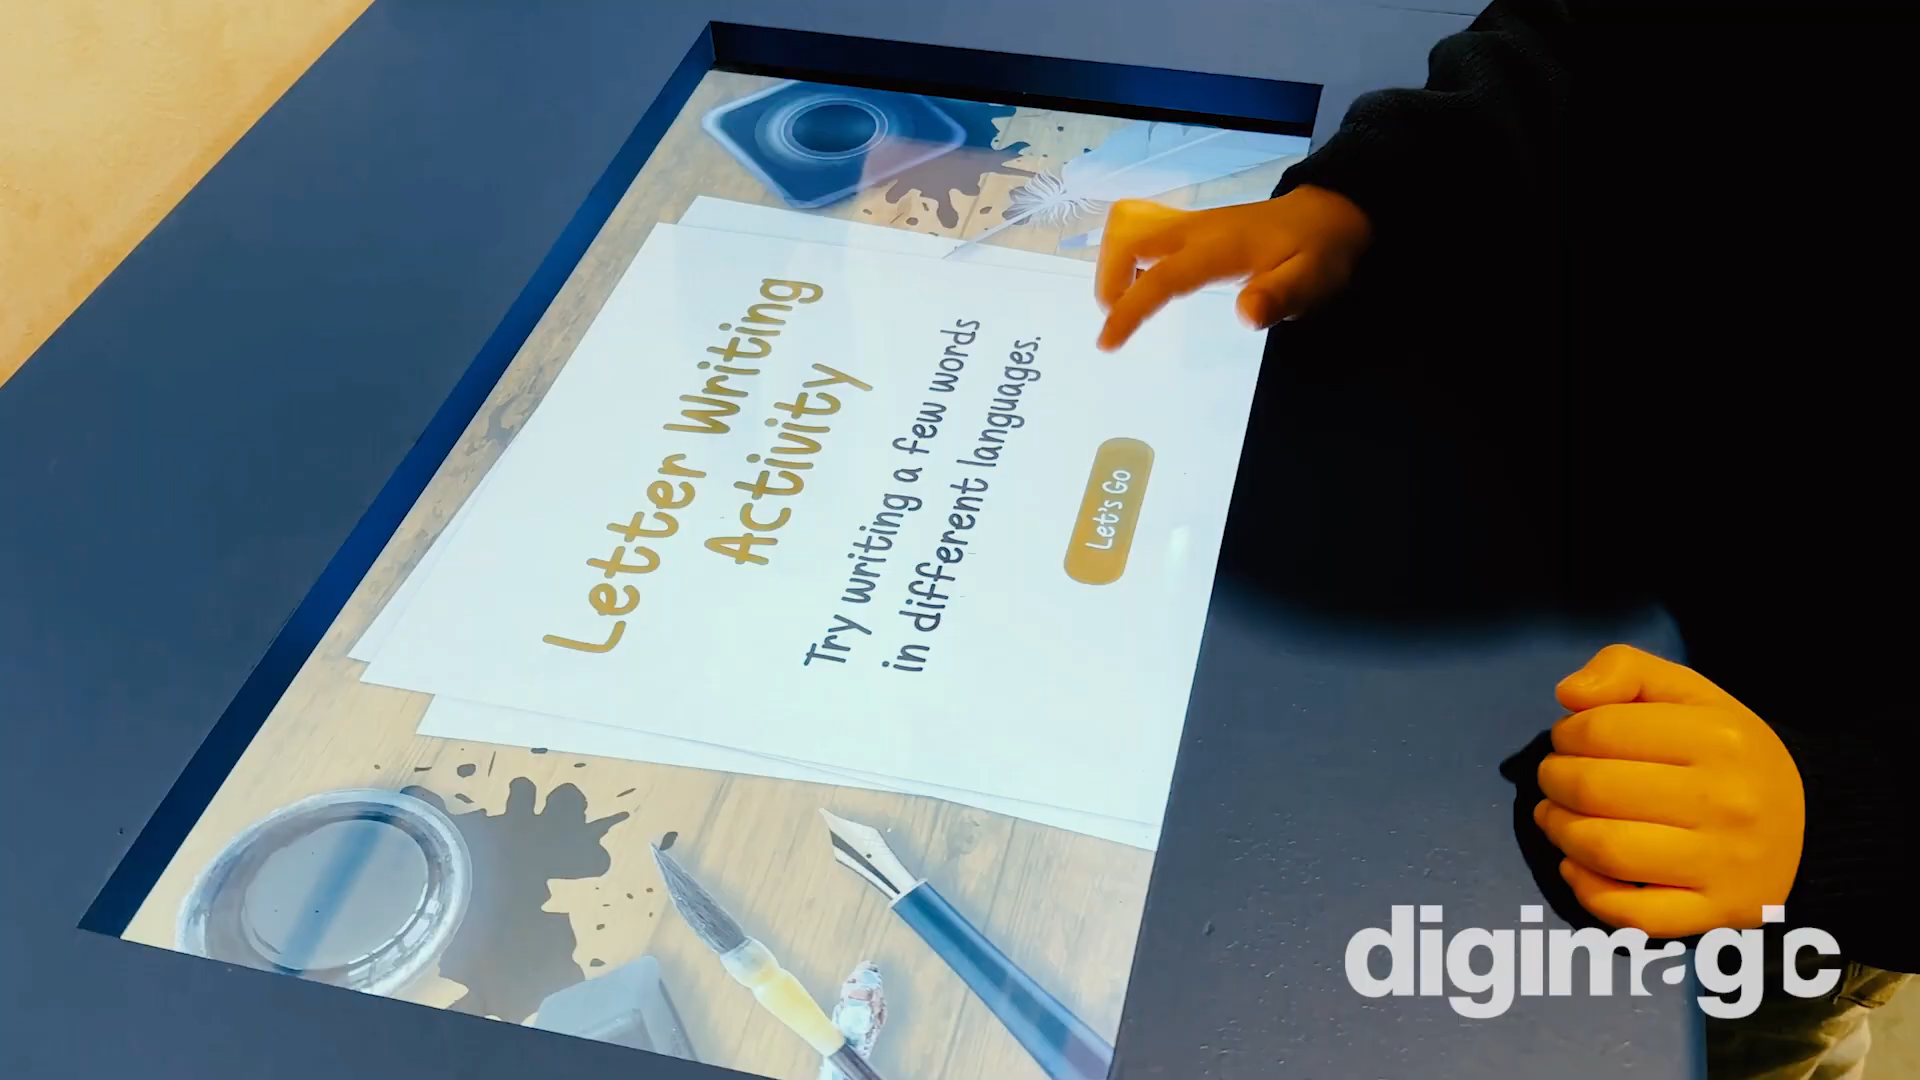 Letter Writing
Activity
Try writing a few words
in different languages.
Let's Go
digimagic